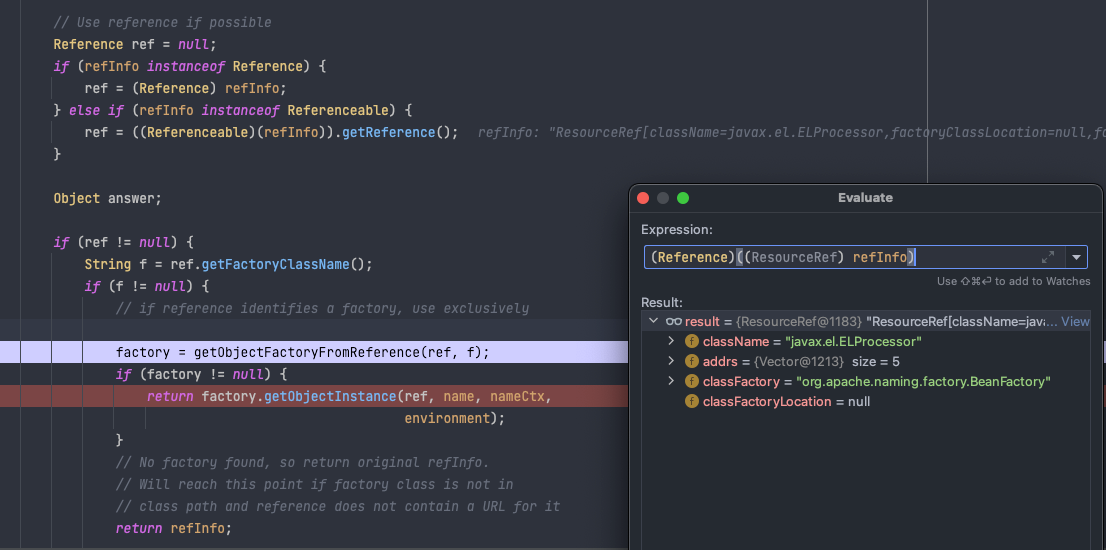 // Use reference if possible
Reference ref = null;
if (refInfo instanceof Reference) {
ref = (Reference) refInfo;
} else if (refInfo instanceof Referenceable) {
ref = ((Referenceable)(refInfo)).getReference();   refInfo: "ResourceRef[className=javax.el.ELProcessor,factoryClassLocation=null,fa
}
Object answer;
if (ref != null) {
String f = ref.getFactoryClassName();
if (f != null) {
// if reference identifies a factory, use exclusively
factory = getObjectFactoryFromReference(ref, f);
if (factory != null) {
return factory.getObjectInstance(ref, name, nameCtx,
environment);
}
// No factory found, so return original refInfo.
// Will reach this point if factory class is not in
// class path and reference does not contain a URL for it
return refInfo;
Evaluate
Expression:
(Reference)((ResourceRef) refInfo)
Use ⇧⌘⏎ to add to Watches
Result:
result = {ResourceRef@1183} "ResourceRef[className=java... View
f className = "javax.el.ELProcessor"
f addrs = {Vector@1213} size = 5
f classFactory = "org.apache.naming.factory.BeanFactory"
f classFactoryLocation = null